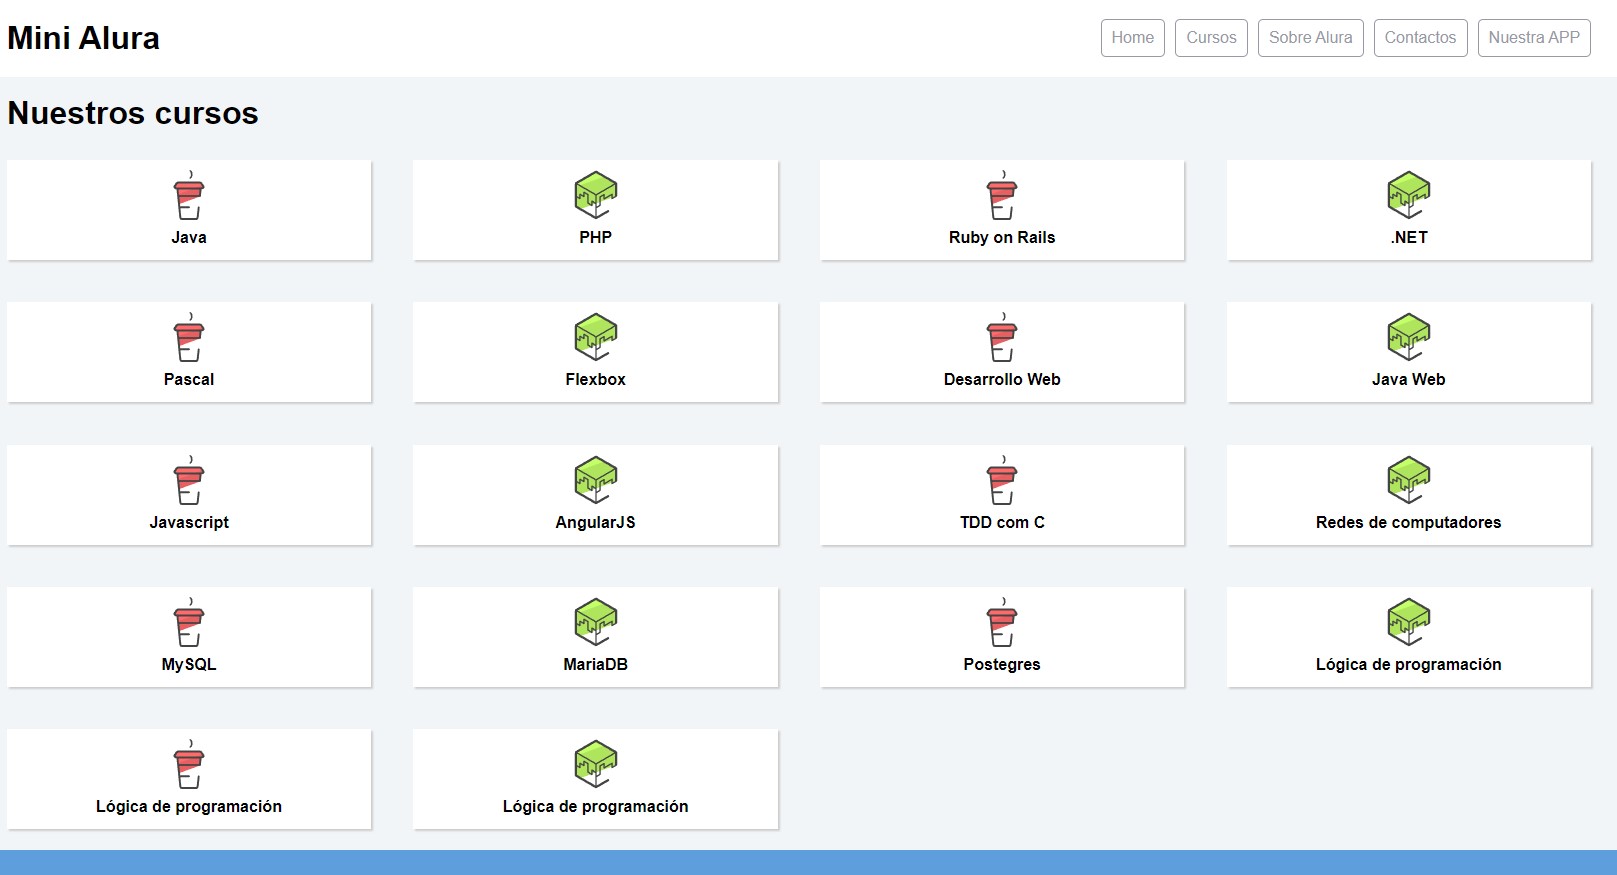 Mini Alura
Home Cursos Sobre Alura Contactos Nuestra APP
Nuestros cursos
Java PHP Ruby on Rails .NET
Pascal Flexbox Desarrollo Web Java Web
Javascript AngularJS TDD com C Redes de computadores
MySQL MariaDB Postegres Lógica de programación
Lógica de programación Lógica de programación